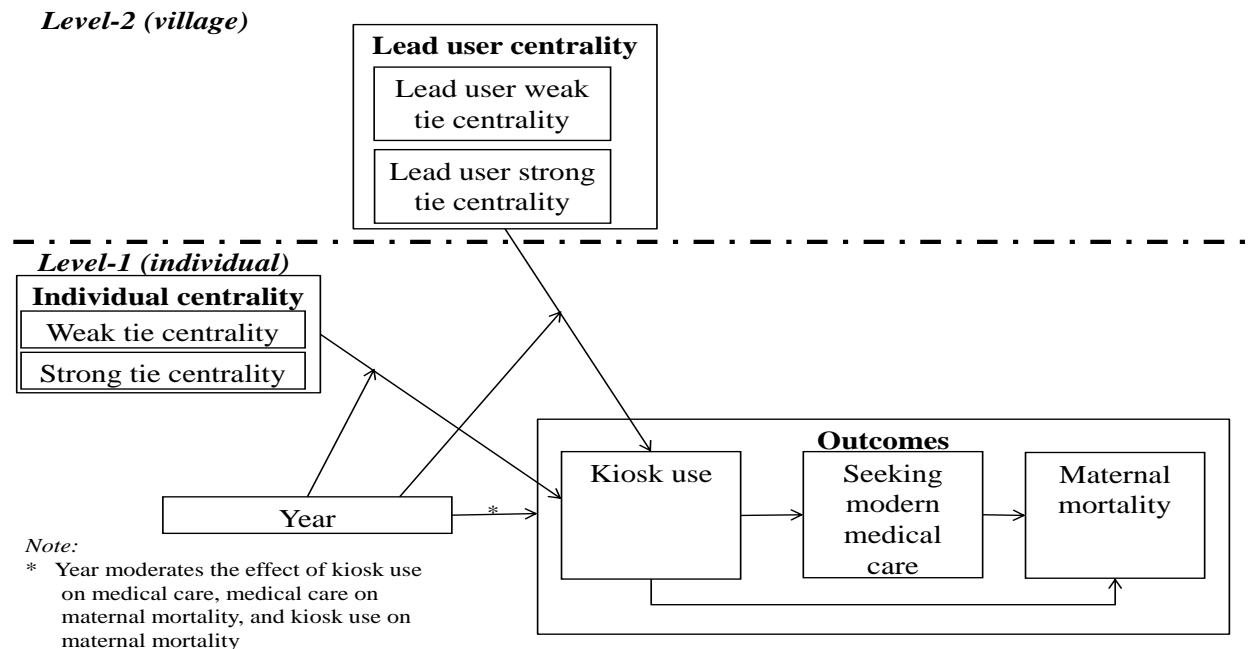 Level-2 (village)
Lead user centrality
Lead user weak
tie centrality
Lead user strong
tie centrality
Level-1 (individual)
Individual centrality
Weak tie centrality
Strong tie centrality
Outcomes
Kiosk use
Seeking
modern
medical
care
Maternal
mortality
Year
*
Note:
* Year moderates the effect of kiosk use
on medical care, medical care on
maternal mortality, and kiosk use on
maternal mortality